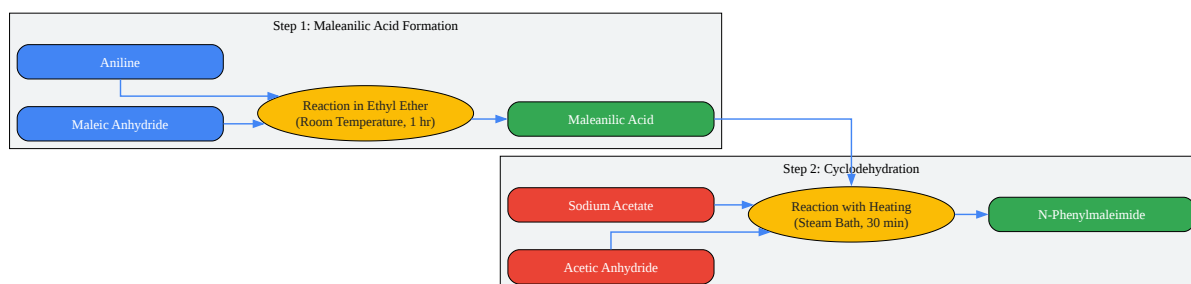 Step 1: Maleanilic Acid Formation
Aniline
Maleic Anhydride
Reaction in Ethyl Ether
(Room Temperature, 1 hr)
Maleanilic Acid
Step 2: Cyclodehydration
Sodium Acetate
Acetic Anhydride
Reaction with Heating
(Steam Bath, 30 min)
N-Phenylmaleimide